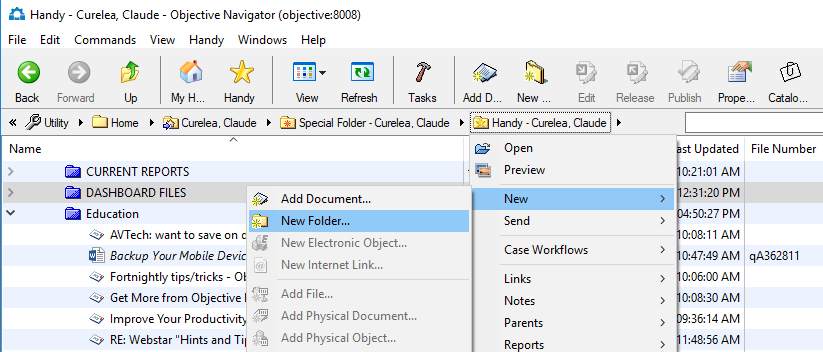 Handy - Curelea, Claude - Objective Navigator (objective:8008)
File Edit Commands View Handy Windows Help
Back Forward Up My H... Handy View Refresh Tasks Add D... New ... Edit Release Publish Prope... Catalo...
« Utility Home Curelea, Claude Special Folder - Curelea, Claude Handy - Curelea, Claude
Name Last Updated File Number
Open
CURRENT REPORTS 10:21:01 AM
Preview
DASHBOARD FILES 12:31:20 PM
Add Document... New
Education 04:50:27 PM
New Folder... Send
AVTech: want to save on 10:08:11 AM
New Electronic Object... Case Workflows
Backup Your Mobile Devic 10:47:49 AM qA362811
New Internet Link...
Fortnightly tips/tricks - Ob 10:06:00 AM
Links
Add File... Notes
Get More from Objective 10:08:30 AM
Add Physical Document... Parents
Improve Your Productivity 09:36:14 AM
Add Physical Object... Reports
RE: Webstar "Hints and Tip 11:48:56 AM